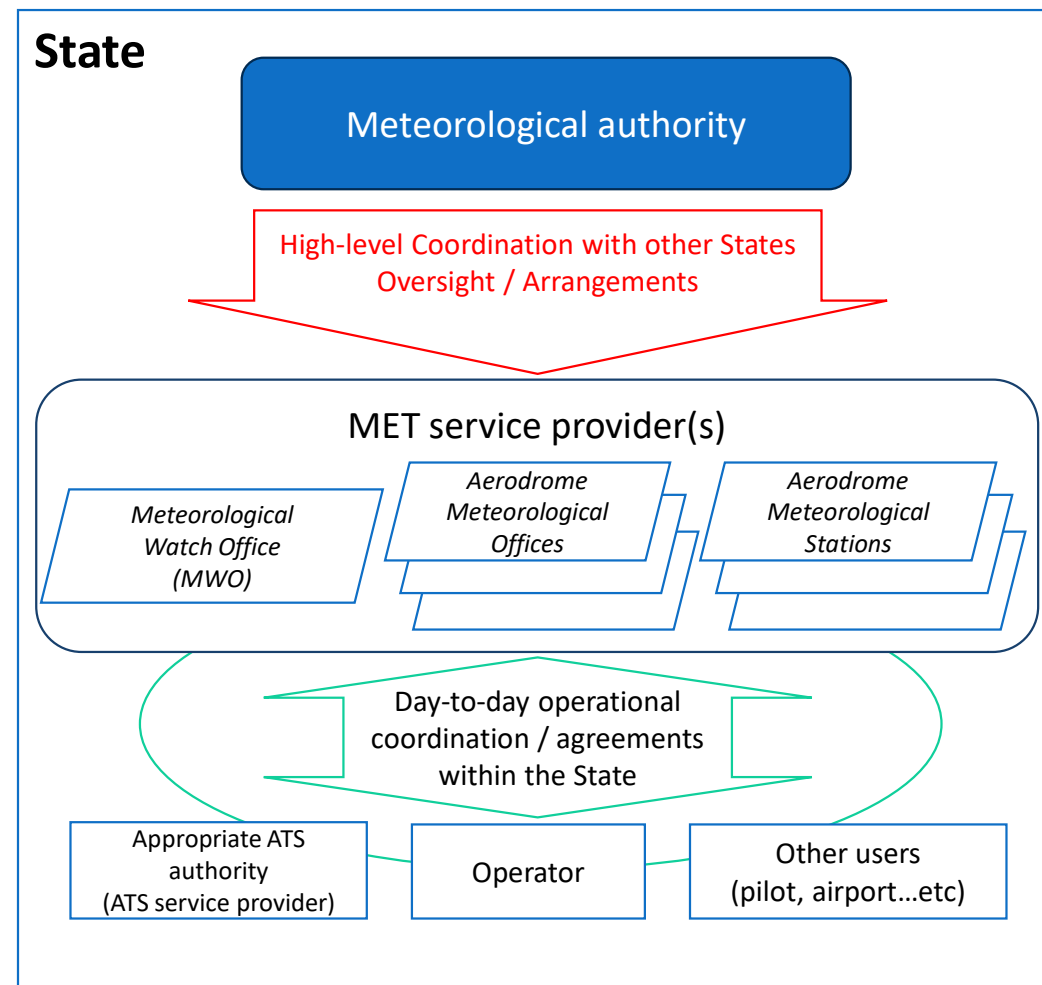 State
Meteorological authority
High-level Coordination with other States
Oversight / Arrangements
MET service provider(s)
Meteorological
Watch Office
(MWO)
Aerodrome
Meteorological
Offices
Aerodrome
Meteorological
Stations
Day-to-day operational
coordination / agreements
within the State
Appropriate ATS
authority
(ATS service provider)
Operator
Other users
(pilot, airport…etc)